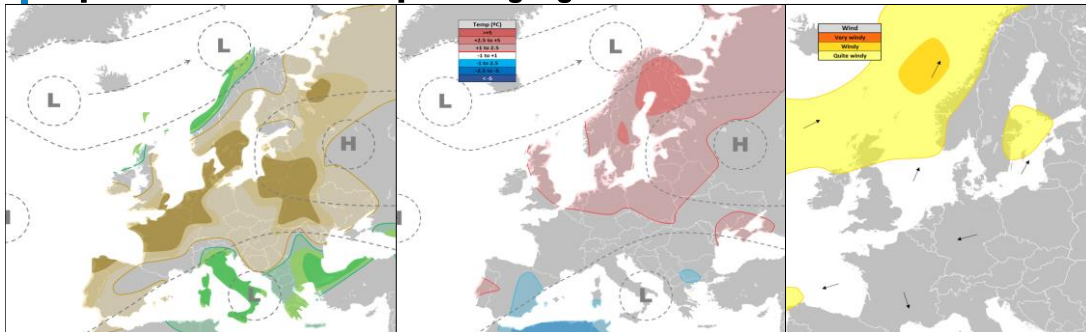 L
L
H
L
Temp (ºC)
>+5
+2.5 to +5
+1 to 2.5
-1 to +1
-1 to 2.5
-2.5 to -5
< -5
L
L
H
L
Wind
Very windy
Windy
Quite windy